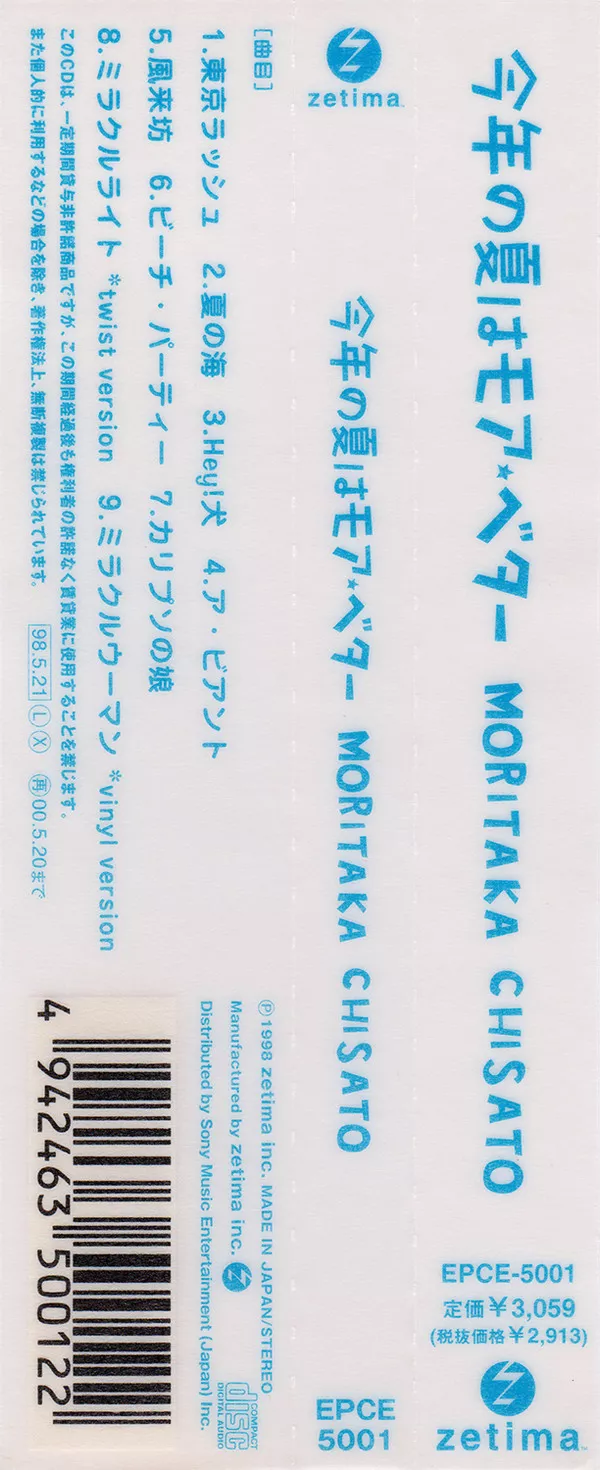 今年の夏はモア★ベター MORITAKA CHISATO
EPCE-5001
定価¥3,059
(税抜価格¥2,913)
zetima™
zetima™
今年の夏はモア★ベター MORITAKA CHISATO
EPCE
5001
[曲目]
1.東京ラッシュ 2.夏の海 3.Hey!犬 4.ア・ビアント
5.風来坊 6.ビーチ・パーティー 7.カリプソの娘
8.ミラクルライト *twist version 9.ミラクルウーマン *vinyl version
このCDは、一定期間貸与非許諾商品ですが、この期間経過後も権利者の許諾なく賃貸業に使用することを禁じます。
また個人的に利用するなどの場合を除き、著作権法上、無断複製は禁じられています。 98.5.21 Ⓛ Ⓧ ㊣00.5.20まで
Ⓟ1998 zetima inc. MADE IN JAPAN/STEREO
Manufactured by zetima inc.
Distributed by Sony Music Entertainment (Japan) Inc.
COMPACT
disc
DIGITAL AUDIO
4 942463 500122